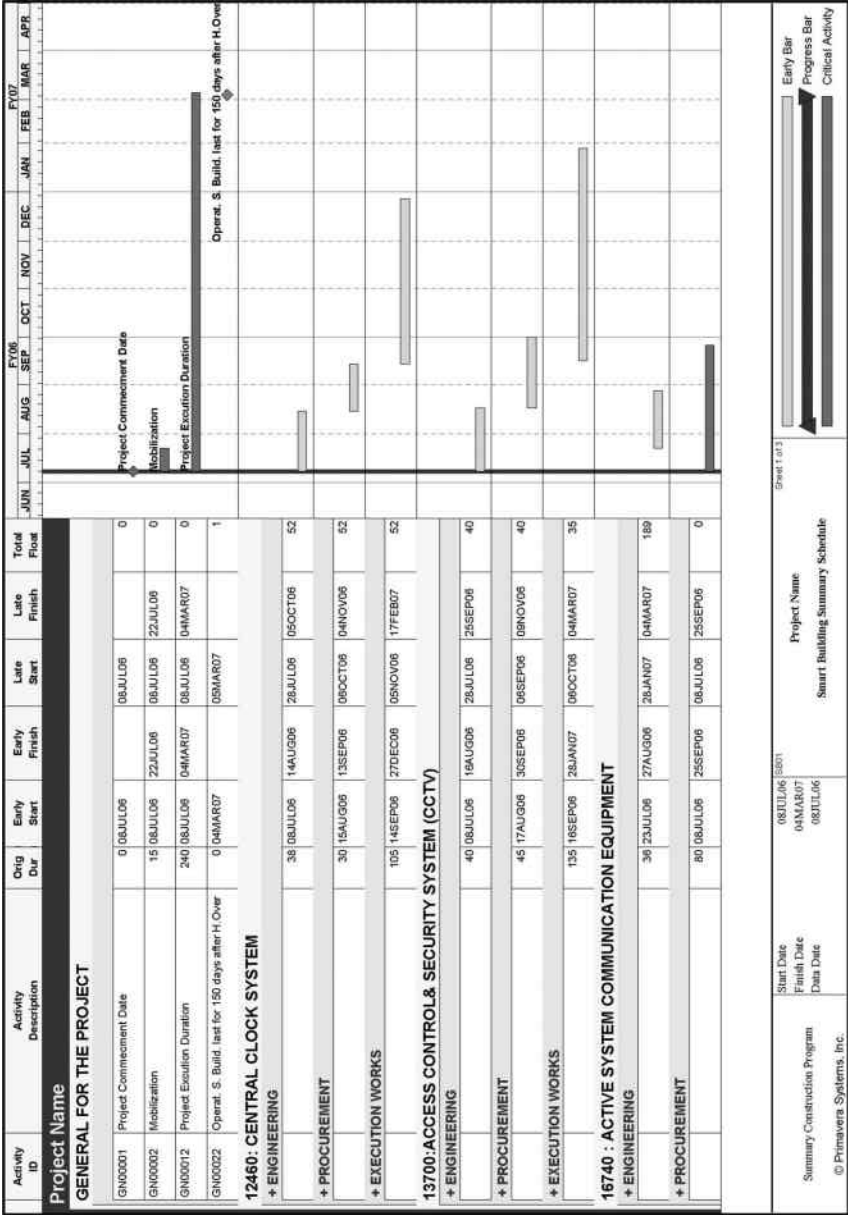 Activity ID Activity Description Orig Dur Early Start Early Finish Late Start Late Finish Total Float
FY06 FY07
JUN JUL AUG SEP OCT NOV DEC JAN FEB MAR APR
Project Name
GENERAL FOR THE PROJECT
GN00001 Project Commecment Date 0 08JUL06 08JUL06 0
Project Commecment Date
GN00002 Mobilization 15 08JUL06 22JUL06 08JUL06 22JUL06 0
Mobilization
GN00012 Project Excution Duration 240 08JUL06 04MAR07 08JUL06 04MAR07 0
Project Excution Duration
GN00022 Operat. S. Build. last for 150 days after H.Over 0 04MAR07 05MAR07 1
Operat. S. Build. last for 150 days after H.Over
12460: CENTRAL CLOCK SYSTEM
+ ENGINEERING
38 08JUL06 14AUG06 28JUL06 05OCT06 52
+ PROCUREMENT
30 15AUG06 13SEP06 06OCT06 04NOV06 52
+ EXECUTION WORKS
105 14SEP06 27DEC06 05NOV06 17FEB07 52
13700:ACCESS CONTROL& SECURITY SYSTEM (CCTV)
+ ENGINEERING
40 08JUL06 16AUG06 28JUL06 25SEP06 40
+ PROCUREMENT
45 17AUG06 30SEP06 06SEP06 09NOV06 40
+ EXECUTION WORKS
135 16SEP06 28JAN07 06OCT06 04MAR07 35
16740 : ACTIVE SYSTEM COMMUNICATION EQUIPMENT
+ ENGINEERING
36 23JUL06 27AUG06 28JAN07 04MAR07 189
+ PROCUREMENT
80 08JUL06 25SEP06 08JUL06 25SEP06 0
Summary Construction Program
© Primavera Systems, Inc.
Start Date 08JUL06
Finish Date 04MAR07
Data Date 08JUL06
SB01
Sheet 1 of 3
Project Name
Smart Building Summary Schedule
Early Bar
Progress Bar
Critical Activity